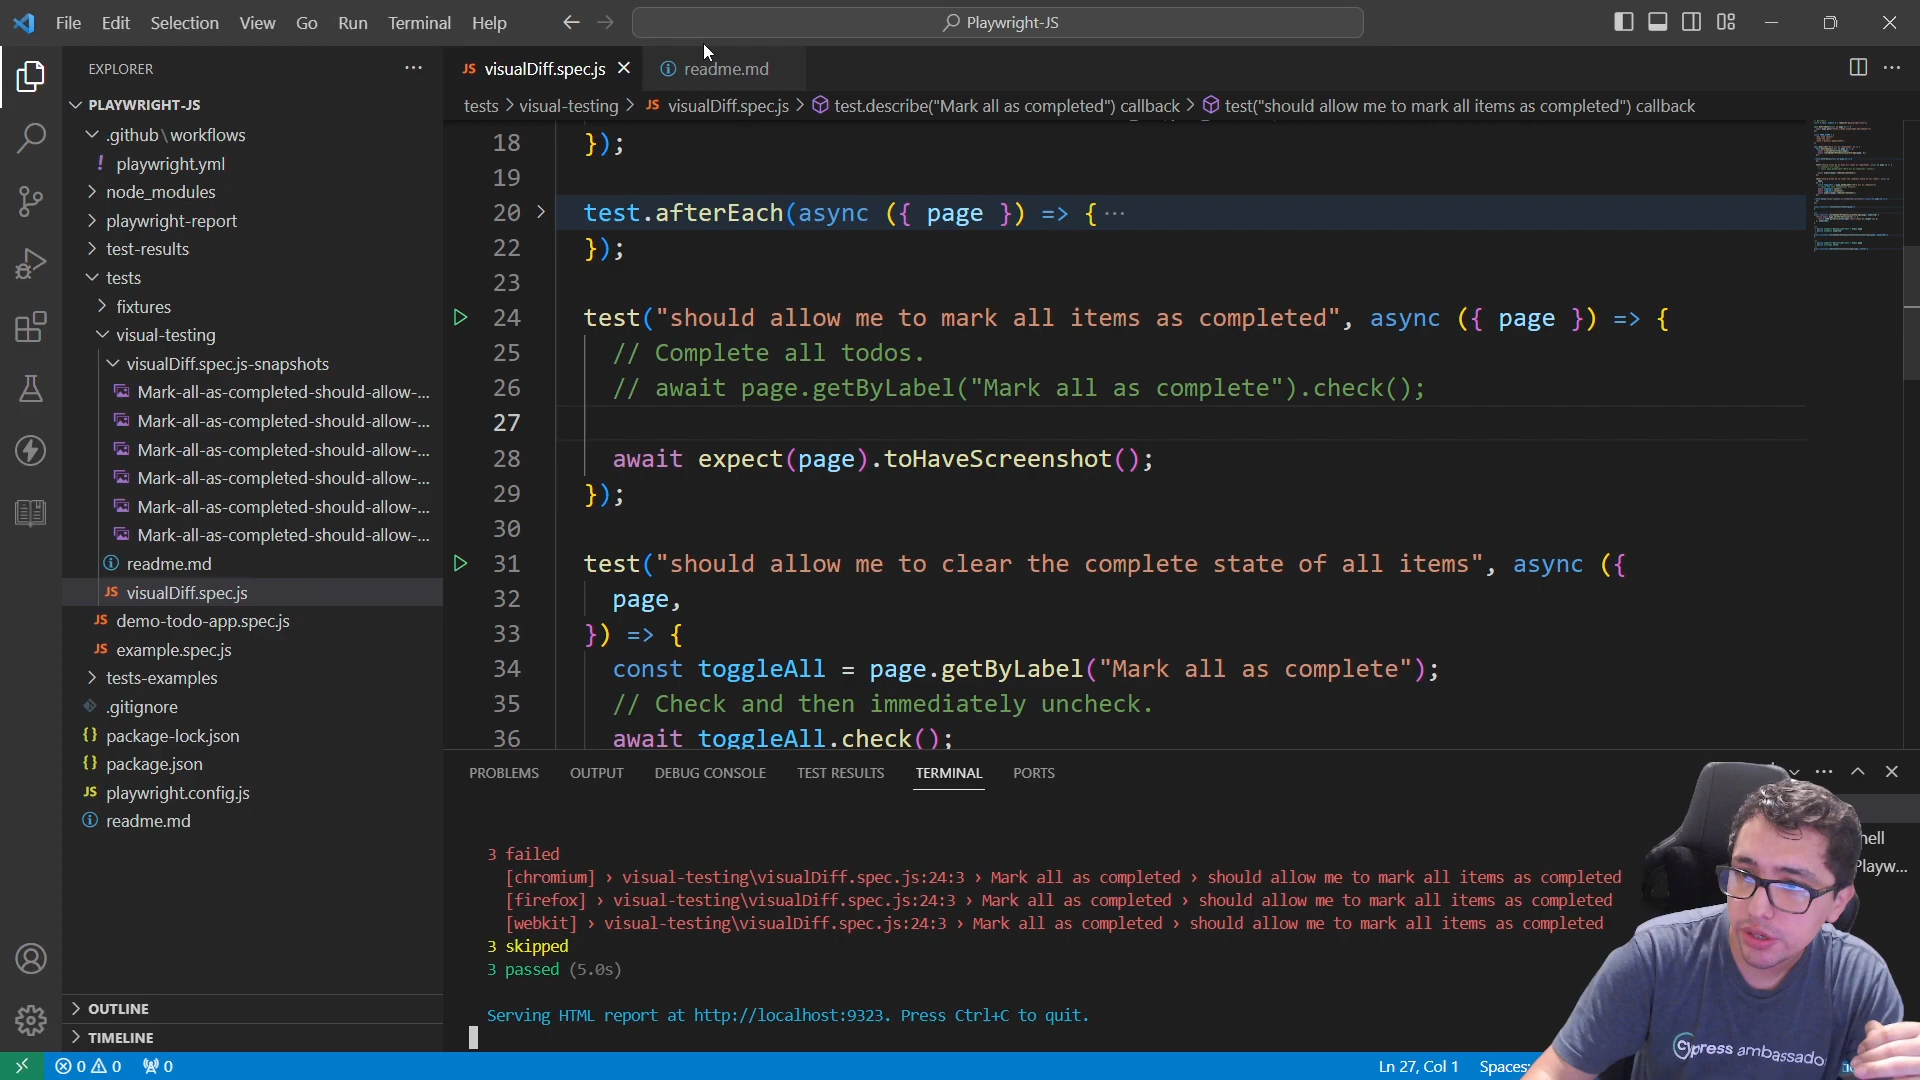 File Edit Selection View Go Run Terminal Help
Playwright-JS
EXPLORER
PLAYWRIGHT-JS
.github\workflows
! playwright.yml
node_modules
playwright-report
test-results
tests
fixtures
visual-testing
visualDiff.spec.js-snapshots
Mark-all-as-completed-should-allow-...
Mark-all-as-completed-should-allow-...
Mark-all-as-completed-should-allow-...
Mark-all-as-completed-should-allow-...
Mark-all-as-completed-should-allow-...
Mark-all-as-completed-should-allow-...
readme.md
JS visualDiff.spec.js
JS demo-todo-app.spec.js
JS example.spec.js
tests-examples
.gitignore
{} package-lock.json
{} package.json
JS playwright.config.js
readme.md
OUTLINE
TIMELINE
JS visualDiff.spec.js
readme.md
tests > visual-testing > JS visualDiff.spec.js > test.describe("Mark all as completed") callback > test("should allow me to mark all items as completed") callback
18 });
19
20 test.afterEach(async ({ page }) => {···
22 });
23
24 test("should allow me to mark all items as completed", async ({ page }) => {
25 // Complete all todos.
26 // await page.getByLabel("Mark all as complete").check();
27
28 await expect(page).toHaveScreenshot();
29 });
30
31 test("should allow me to clear the complete state of all items", async ({
32 page,
33 }) => {
34 const toggleAll = page.getByLabel("Mark all as complete");
35 // Check and then immediately uncheck.
36 await toggleAll.check();
PROBLEMS OUTPUT DEBUG CONSOLE TEST RESULTS TERMINAL PORTS
3 failed
[chromium] › visual-testing\visualDiff.spec.js:24:3 › Mark all as completed › should allow me to mark all items as completed
[firefox] › visual-testing\visualDiff.spec.js:24:3 › Mark all as completed › should allow me to mark all items as completed
[webkit] › visual-testing\visualDiff.spec.js:24:3 › Mark all as completed › should allow me to mark all items as completed
3 skipped
3 passed (5.0s)
Serving HTML report at http://localhost:9323. Press Ctrl+C to quit.
hell
Playw...
cypress ambassado
0 0 0
Ln 27, Col 1 Spaces: